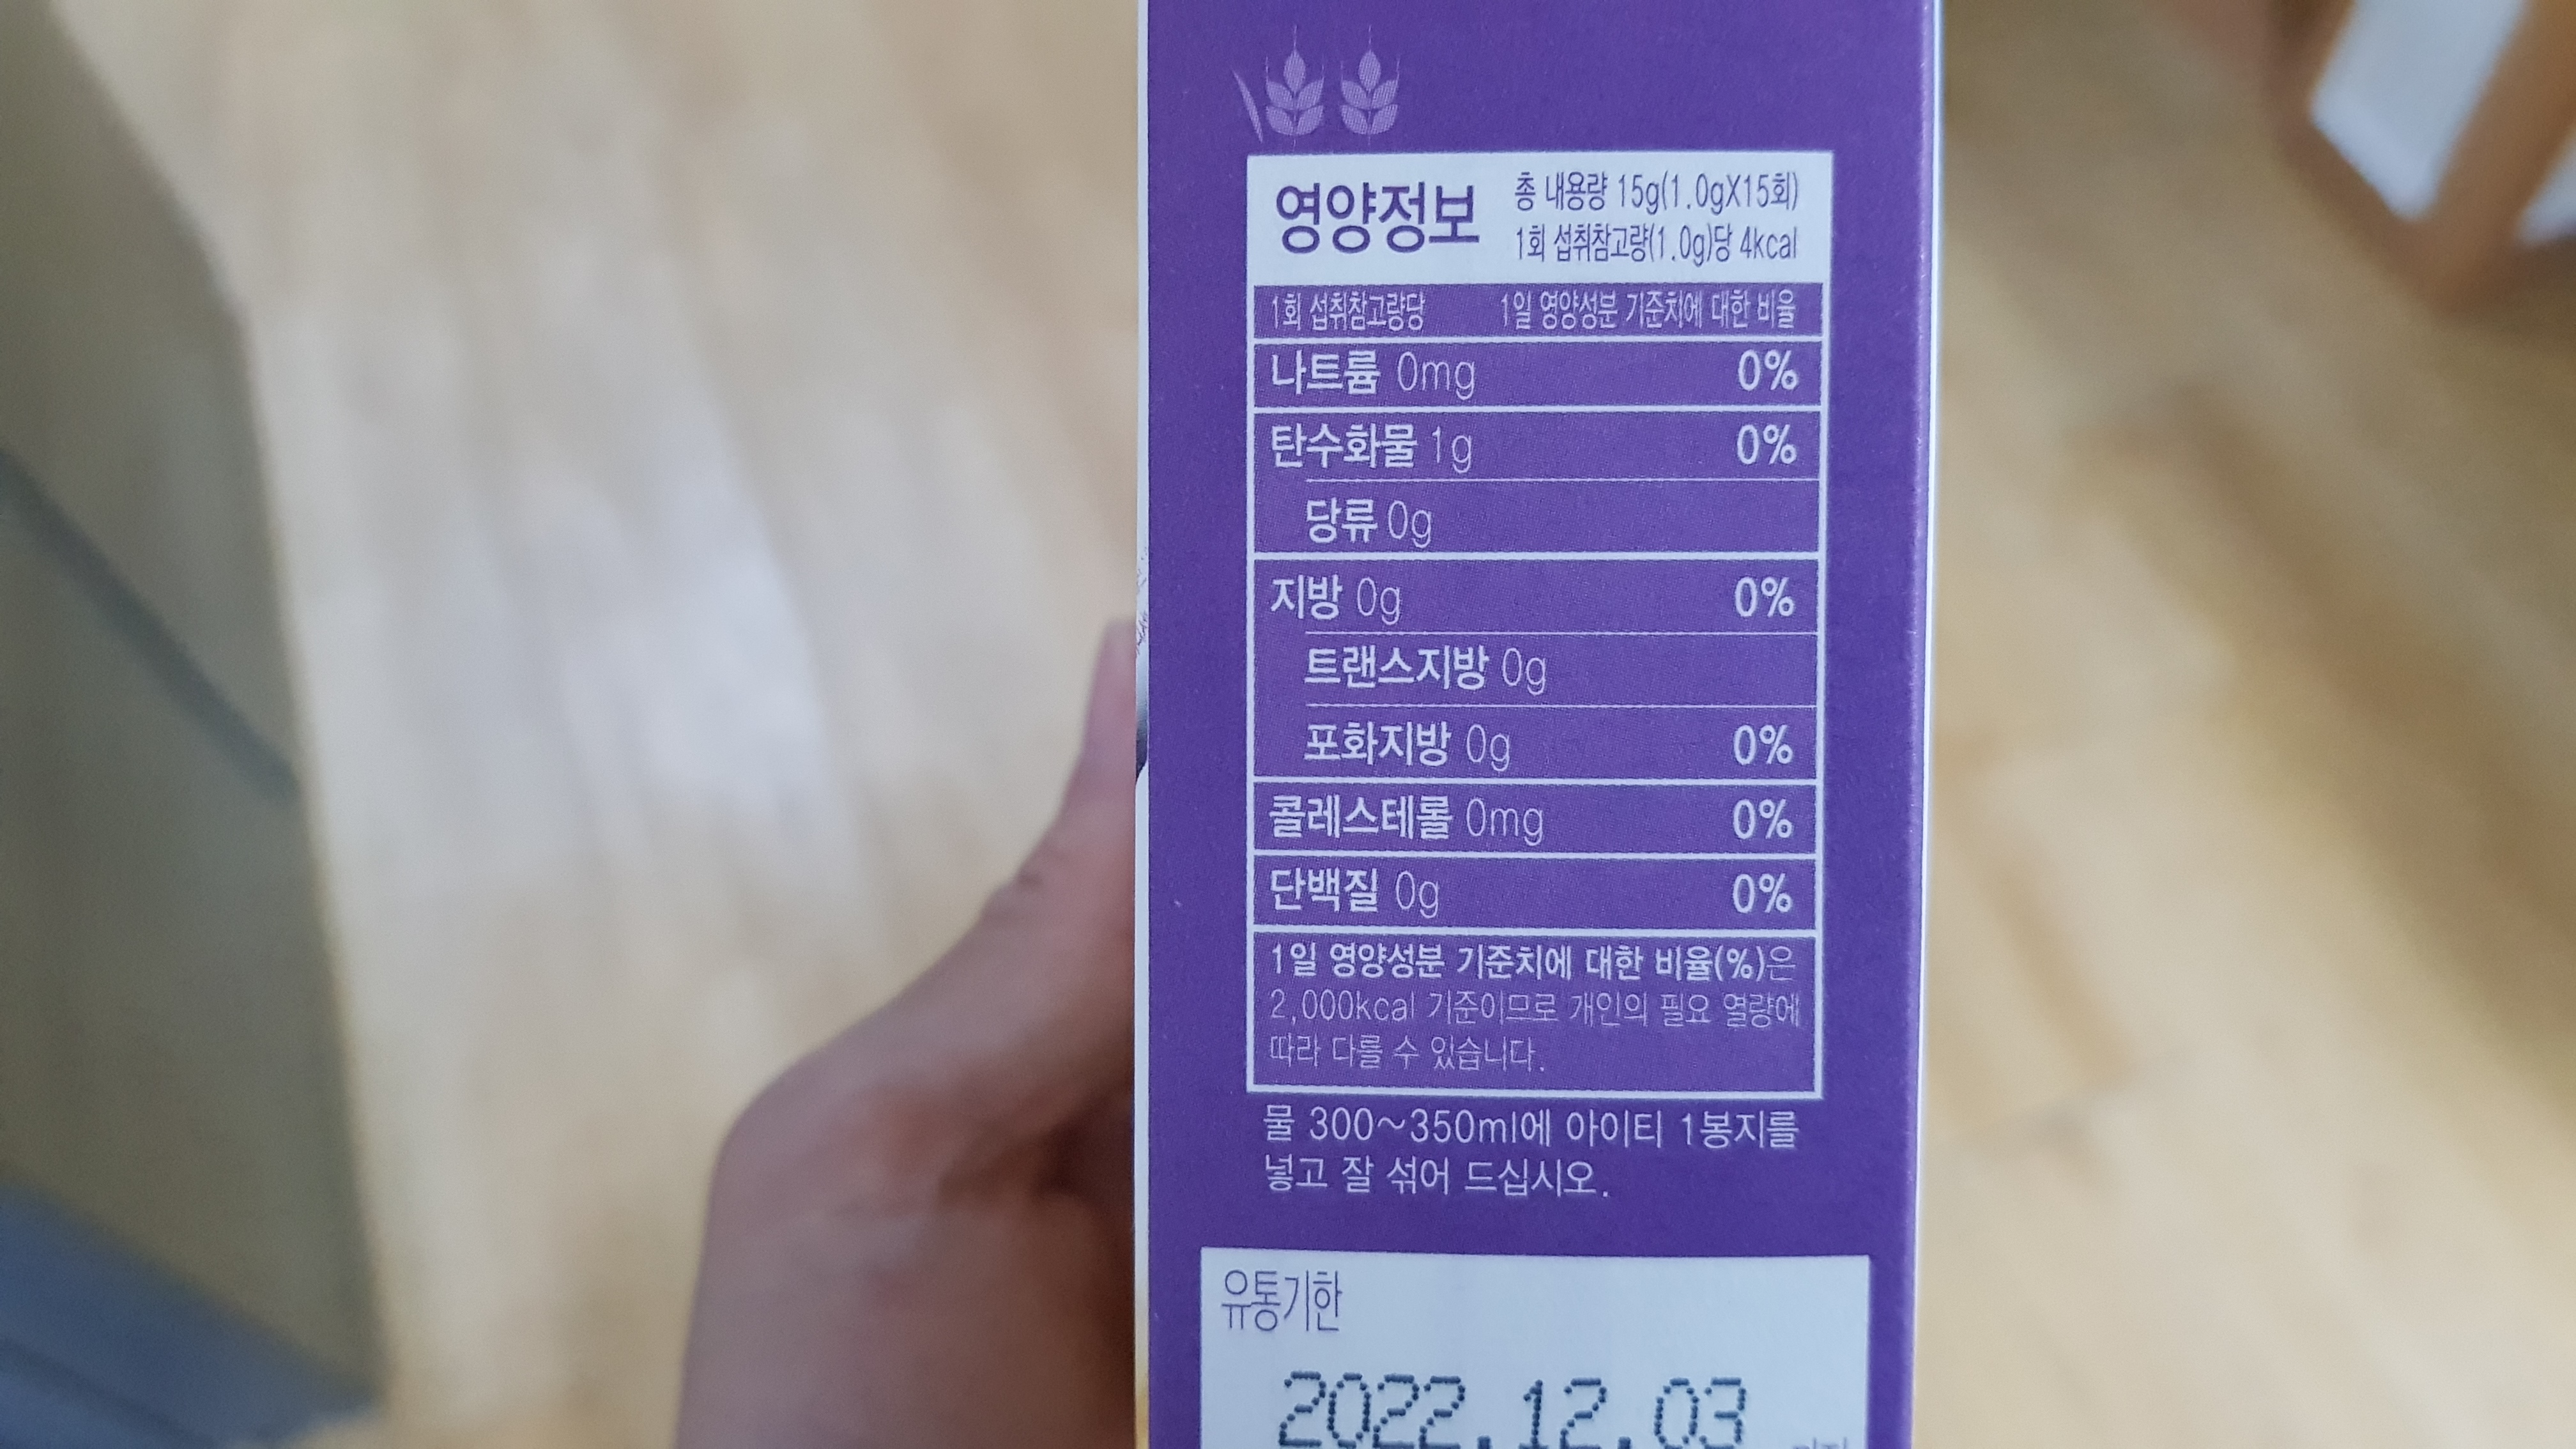 영양정보
총 내용량 15g(1.0gX15회)
1회 섭취참고량(1.0g)당 4kcal
1회 섭취참고량당 1일 영양성분 기준치에 대한 비율
나트륨 0mg 0%
탄수화물 1g 0%
당류 0g
지방 0g 0%
트랜스지방 0g
포화지방 0g 0%
콜레스테롤 0mg 0%
단백질 0g 0%
1일 영양성분 기준치에 대한 비율(%)은
2,000kcal 기준이므로 개인의 필요 열량에
따라 다를 수 있습니다.
물 300~350ml에 아이티 1봉지를
넣고 잘 섞어 드십시오.
유통기한
2022.12.03